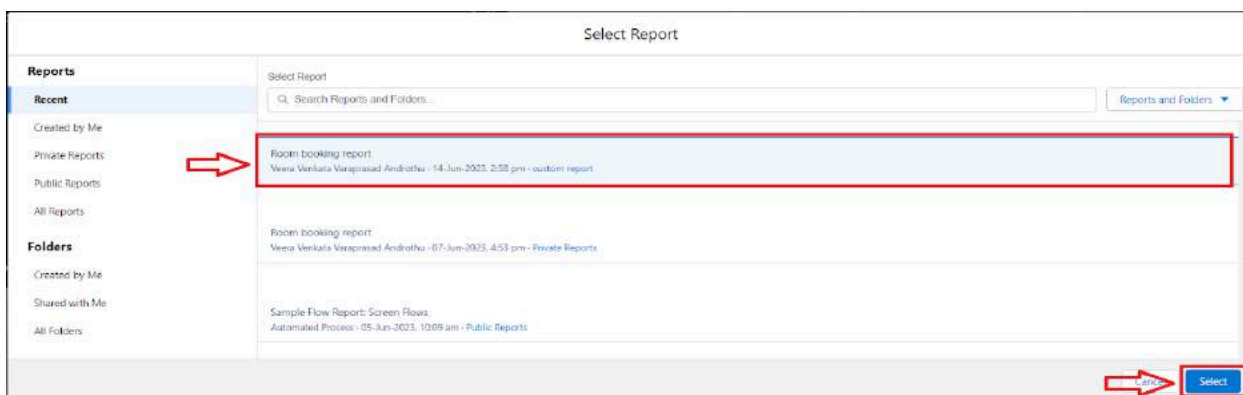 Select Report
Reports
Recent
Created by Me
Private Reports
Public Reports
All Reports
Folders
Created by Me
Shared with Me
All Folders
Select Report
Search Reports and Folders...
Reports and Folders
Room booking report
Veera Venkata Varaprasad Androthu · 14-Jun-2023, 2:58 pm · custom report
Room booking report
Veera Venkata Varaprasad Androthu · 07-Jun-2023, 4:53 pm · Private Reports
Sample Flow Report: Screen Flows
Automated Process · 05-Jun-2023, 10:09 am · Public Reports
Cancel
Select